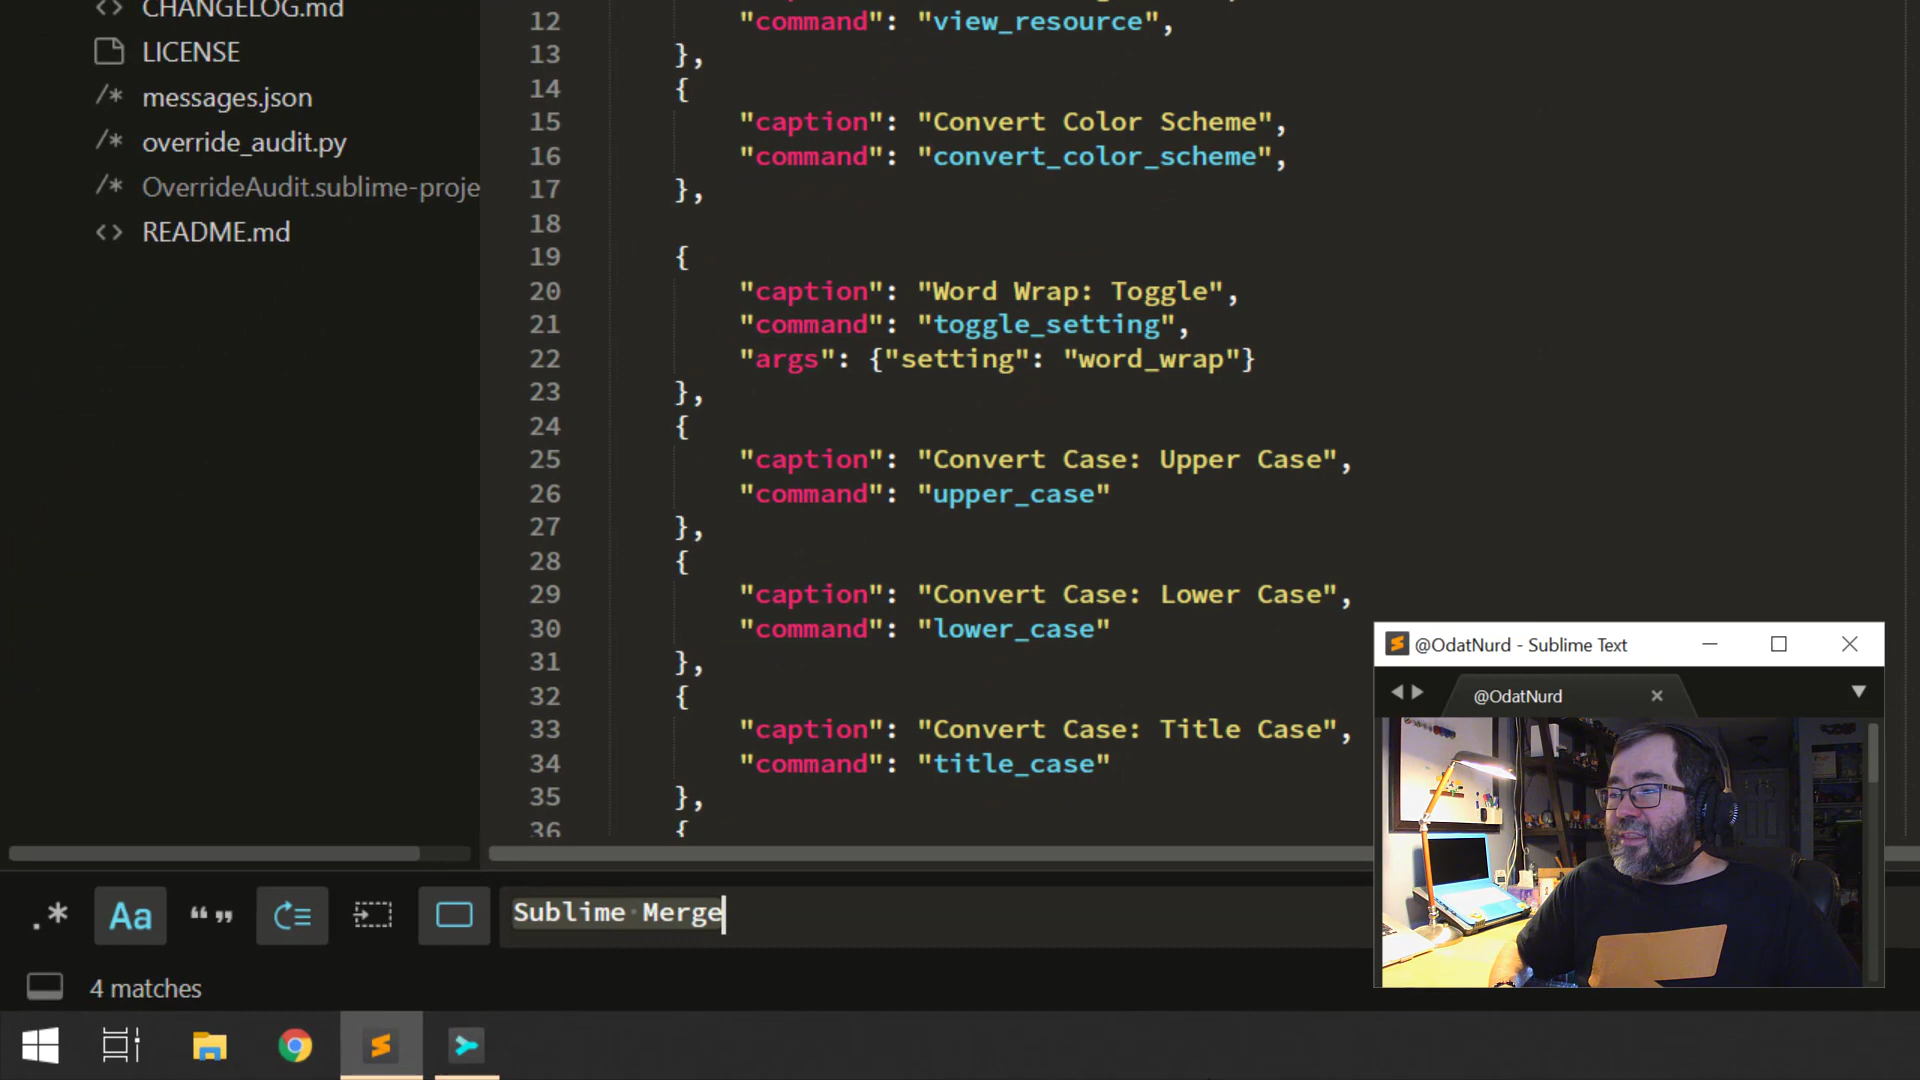 CHANGELOG.md
LICENSE
messages.json
override_audit.py
OverrideAudit.sublime-proje
README.md
12 "command": "view_resource",
13 },
14 {
15 "caption": "Convert Color Scheme",
16 "command": "convert_color_scheme",
17 },
18
19 {
20 "caption": "Word Wrap: Toggle",
21 "command": "toggle_setting",
22 "args": {"setting": "word_wrap"}
23 },
24 {
25 "caption": "Convert Case: Upper Case",
26 "command": "upper_case"
27 },
28 {
29 "caption": "Convert Case: Lower Case",
30 "command": "lower_case"
31 },
32 {
33 "caption": "Convert Case: Title Case",
34 "command": "title_case"
35 },
36 {
@OdatNurd - Sublime Text
@OdatNurd
.* Aa “ ” Sublime Merge
4 matches